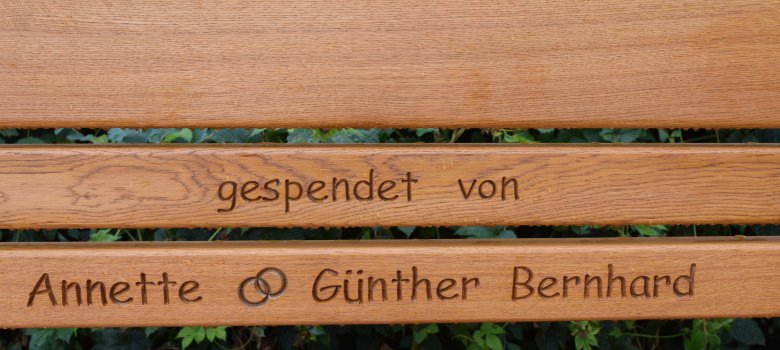 gespendet von
Annette Günther Bernhard